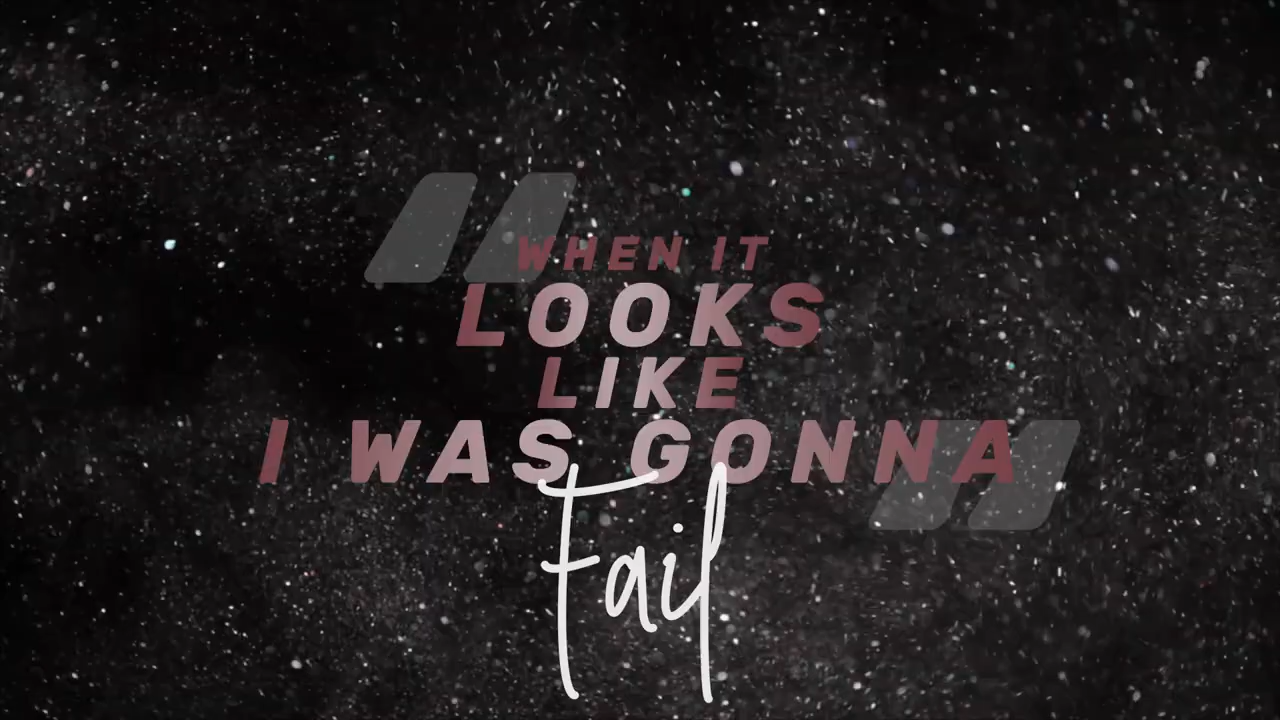 WHEN IT
LOOKS
LIKE
I WAS GONNA
Fail